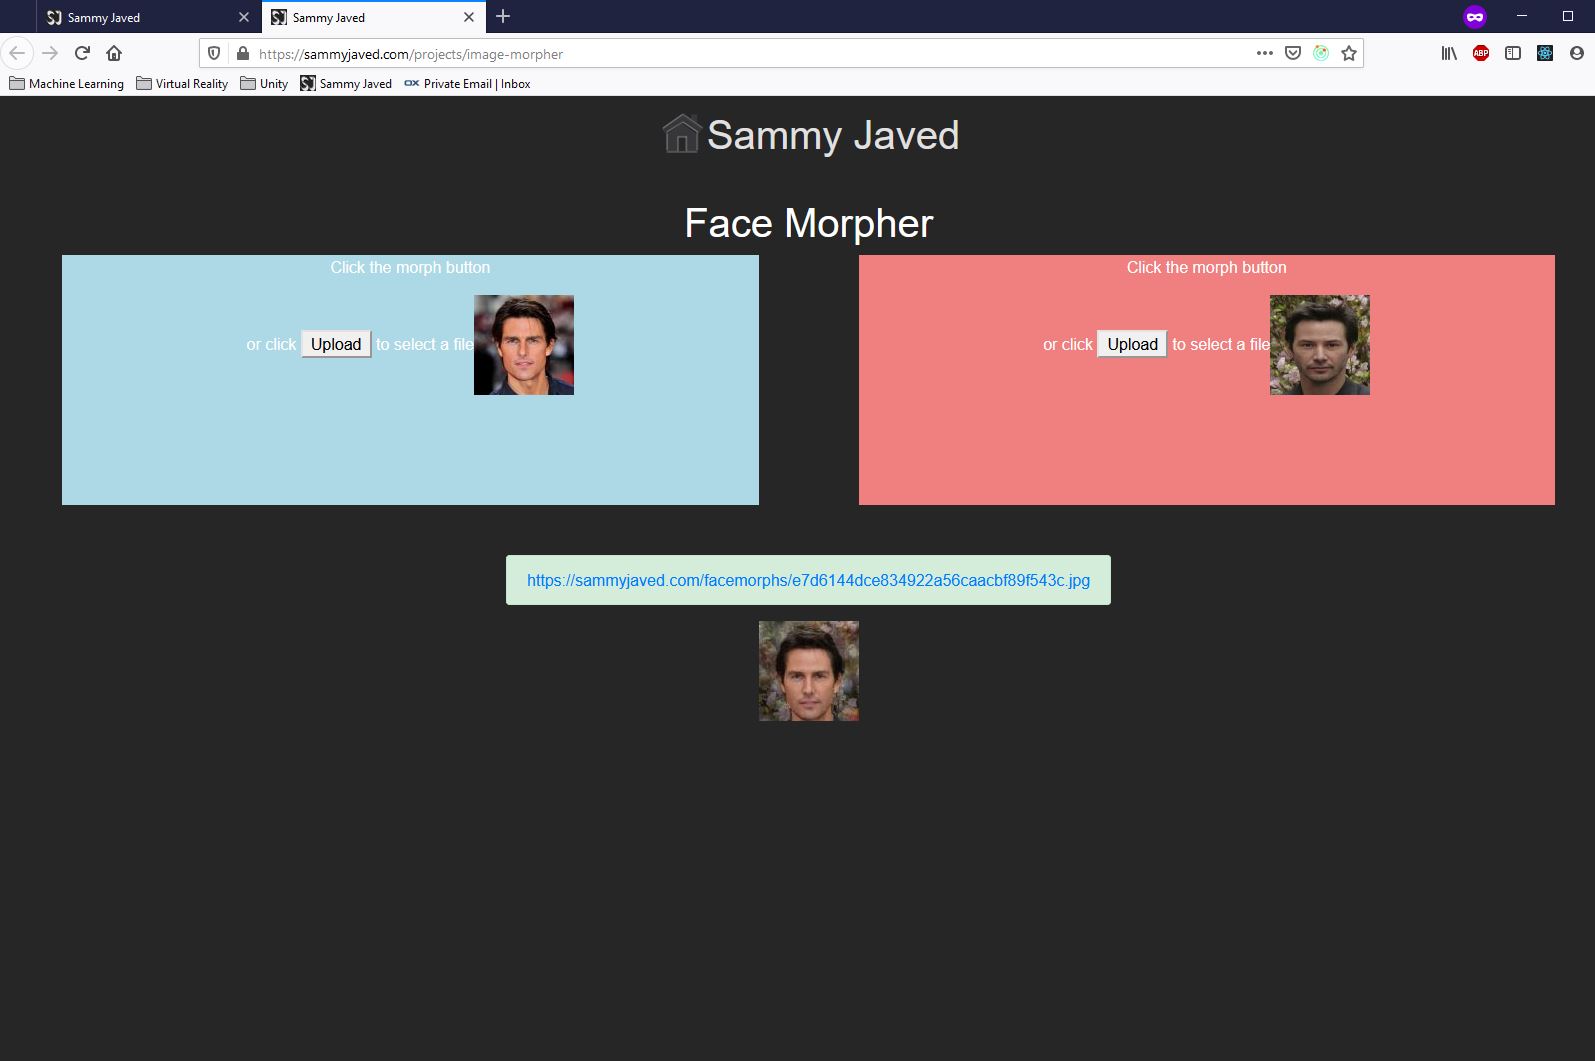 Sammy Javed
Sammy Javed
https://sammyjaved.com/projects/image-morpher
ABP
Machine Learning
Virtual Reality
Unity
Sammy Javed
OX
Private Email | Inbox
Sammy Javed
Face Morpher
Click the morph button
or click Upload to select a file
Click the morph button
or click Upload to select a file
https://sammyjaved.com/facemorphs/e7d6144dce834922a56caacbf89f543c.jpg